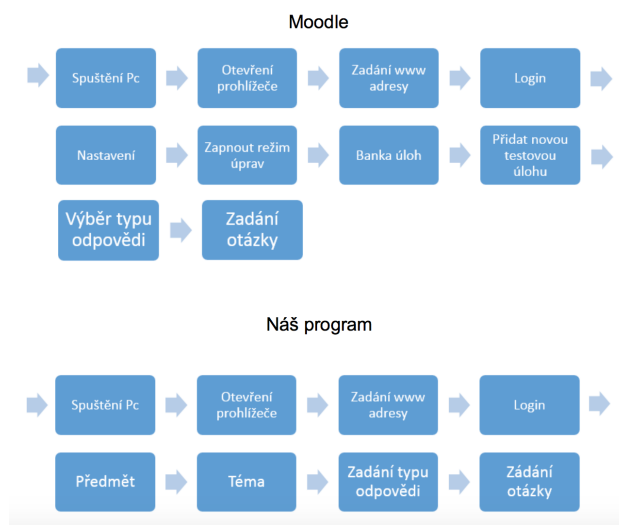 Moodle
Spuštění Pc
Otevření
prohlížeče
Zadání www
adresy
Login
Nastavení
Zapnout režim
úprav
Banka úloh
Přidat novou
testovou
úlohu
Výběr typu
odpovědi
Zadání
otázky
Náš program
Spuštění Pc
Otevření
prohlížeče
Zadání www
adresy
Login
Předmět
Téma
Zadání typu
odpovědi
Zádání
otázky